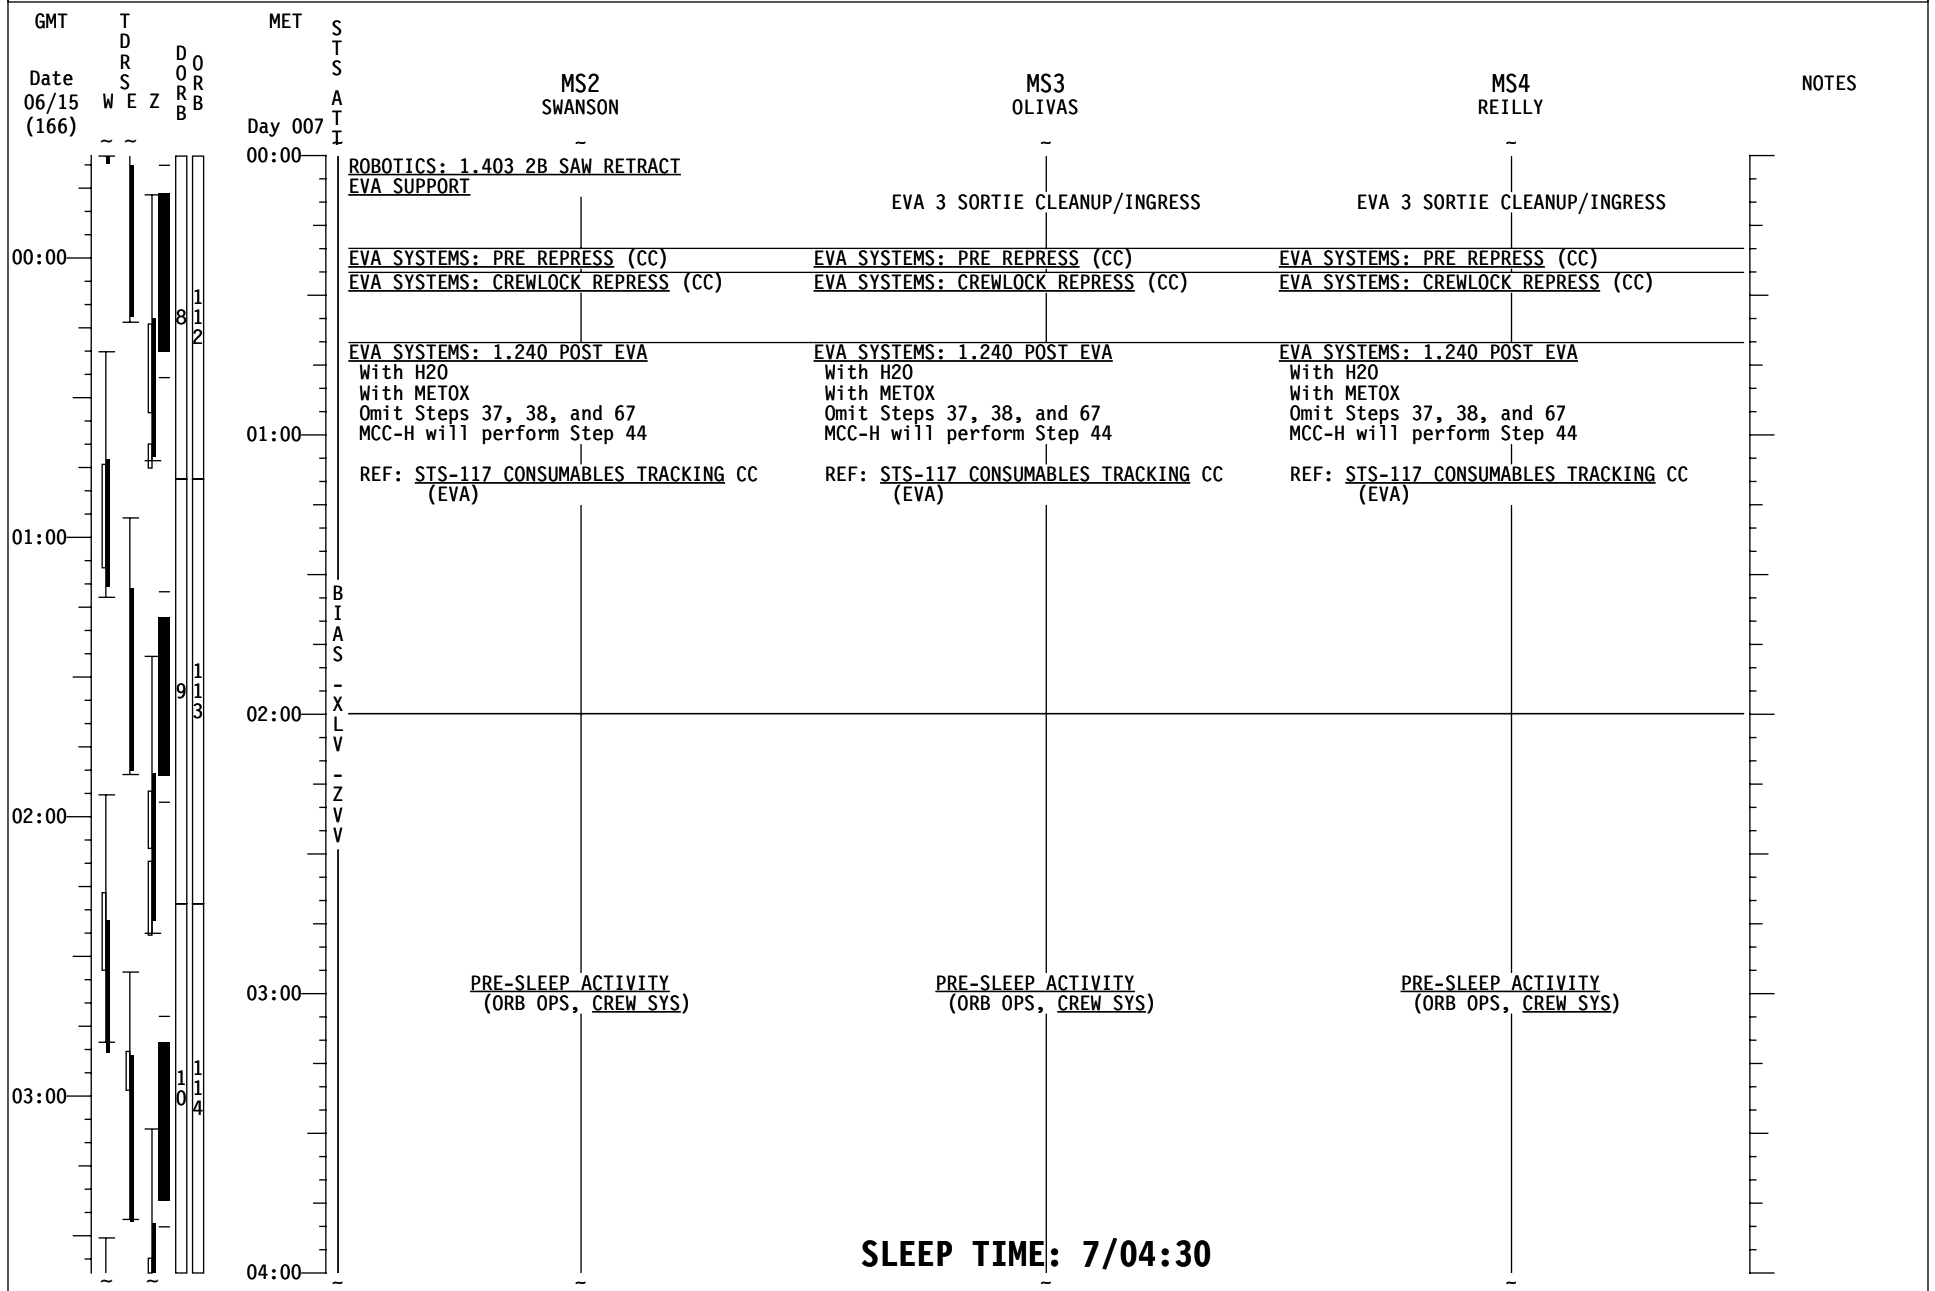 GMT
TDRS
MET
STS ATT
DORB
ORB
Date
06/15
(166)
W E Z
Day 007
MS2
SWANSON
MS3
OLIVAS
MS4
REILLY
NOTES
~ ~ ~ ~ ~
00:00
ROBOTICS: 1.403 2B SAW RETRACT
EVA SUPPORT
EVA 3 SORTIE CLEANUP/INGRESS
EVA 3 SORTIE CLEANUP/INGRESS
00:00
EVA SYSTEMS: PRE REPRESS (CC)
EVA SYSTEMS: PRE REPRESS (CC)
EVA SYSTEMS: PRE REPRESS (CC)
EVA SYSTEMS: CREWLOCK REPRESS (CC)
EVA SYSTEMS: CREWLOCK REPRESS (CC)
EVA SYSTEMS: CREWLOCK REPRESS (CC)
8
112
EVA SYSTEMS: 1.240 POST EVA
With H2O
With METOX
Omit Steps 37, 38, and 67
MCC-H will perform Step 44
REF: STS-117 CONSUMABLES TRACKING CC
(EVA)
EVA SYSTEMS: 1.240 POST EVA
With H2O
With METOX
Omit Steps 37, 38, and 67
MCC-H will perform Step 44
REF: STS-117 CONSUMABLES TRACKING CC
(EVA)
EVA SYSTEMS: 1.240 POST EVA
With H2O
With METOX
Omit Steps 37, 38, and 67
MCC-H will perform Step 44
REF: STS-117 CONSUMABLES TRACKING CC
(EVA)
01:00
01:00
BIAS -XLV -ZVV
9
113
02:00
02:00
PRE-SLEEP ACTIVITY
(ORB OPS, CREW SYS)
PRE-SLEEP ACTIVITY
(ORB OPS, CREW SYS)
PRE-SLEEP ACTIVITY
(ORB OPS, CREW SYS)
03:00
10
114
03:00
SLEEP TIME: 7/04:30
04:00
~ ~ ~ ~ ~ ~